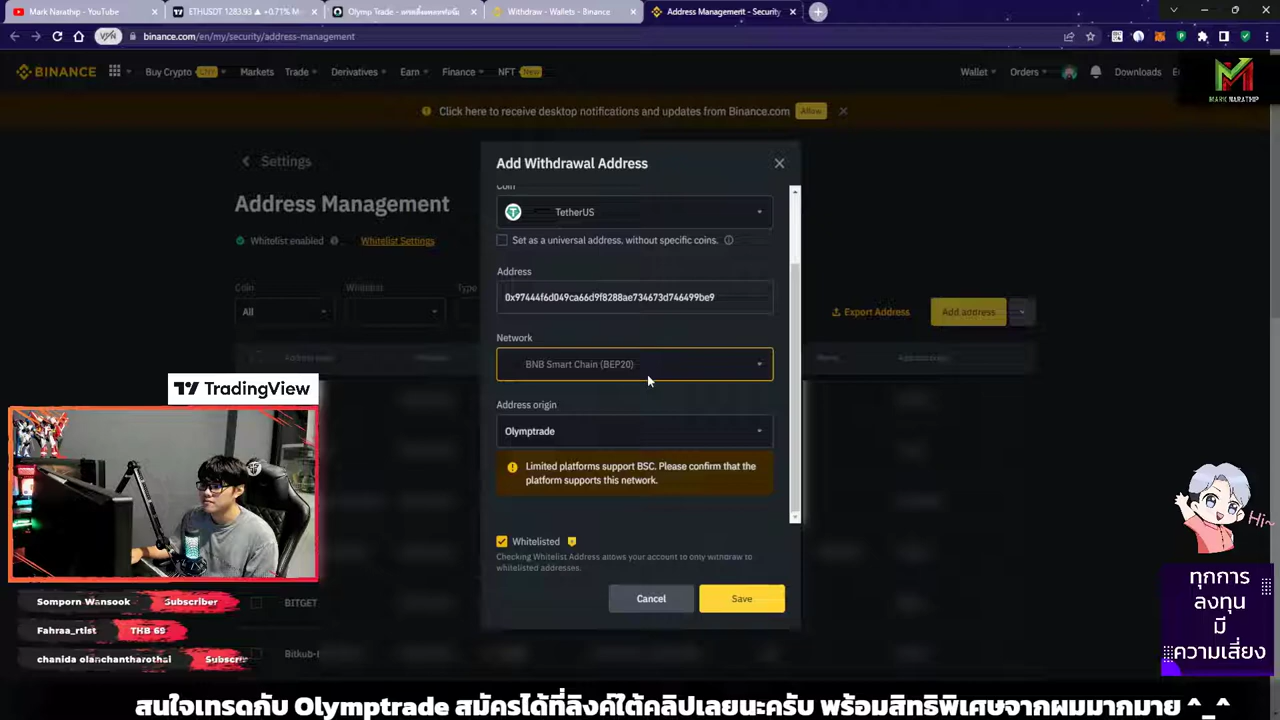 Mark Narathip - YouTube
ETHUSDT 1283.93 ▲ +0.71%
Olymp Trade -
Withdraw - Wallets - Binance
Address Management - Security
VPN
binance.com/en/my/security/address-management
BINANCE
Buy Crypto
Markets
Trade
Derivatives
Earn
Finance
NFT
New
Wallet
Orders
Downloads
MARK NARATHIP
Click here to receive desktop notifications and updates from Binance.com
Allow
Settings
Add Withdrawal Address
Coin
TetherUS
Address Management
Set as a universal address, without specific coins.
Whitelist enabled
Whitelist Settings
Address
Coin
Whitelist
Type
0x97444f6d049ca66d9f8288ae734673d746499be9
All
Export Address
Add address
Network
BNB Smart Chain (BEP20)
TradingView
Address origin
Olymptrade
Limited platforms support BSC. Please confirm that the
platform supports this network.
Hi~
Whitelisted
Checking Whitelist Address allows your account to only withdraw to
whitelisted addresses.
Cancel
Save
ทุกการ
ลงทุน
มี
ความเสี่ยง
Somporn Wansook
Subscriber
BITGET
Fahraa_rtist
THB 69
chanida olanchantharothai
สนใจเทรดกับ Olymptrade สมัครได้ที่ลิงค์ใต้คลิปเลยนะครับ พร้อมสิทธิพิเศษจากผมมากมาย ^_^